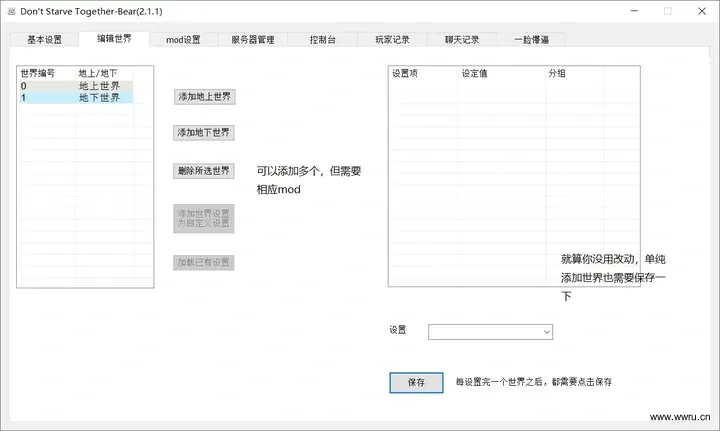 Don't Starve Together-Bear(2.1.1)
基本设置 编辑世界 mod设置 服务器管理 控制台 玩家记录 聊天记录 一脸懵逼
世界编号 地上/地下
0 地上世界
1 地下世界
添加地上世界
添加地下世界
删除所选世界
添加世界设置
为自定义设置
加载已有设置
可以添加多个，但需要
相应mod
设置项 设定值 分组
就算你没用改动，单纯
添加世界也需要保存一
下
设置
保存 每设置完一个世界之后，都需要点击保存
www.wwru.cn